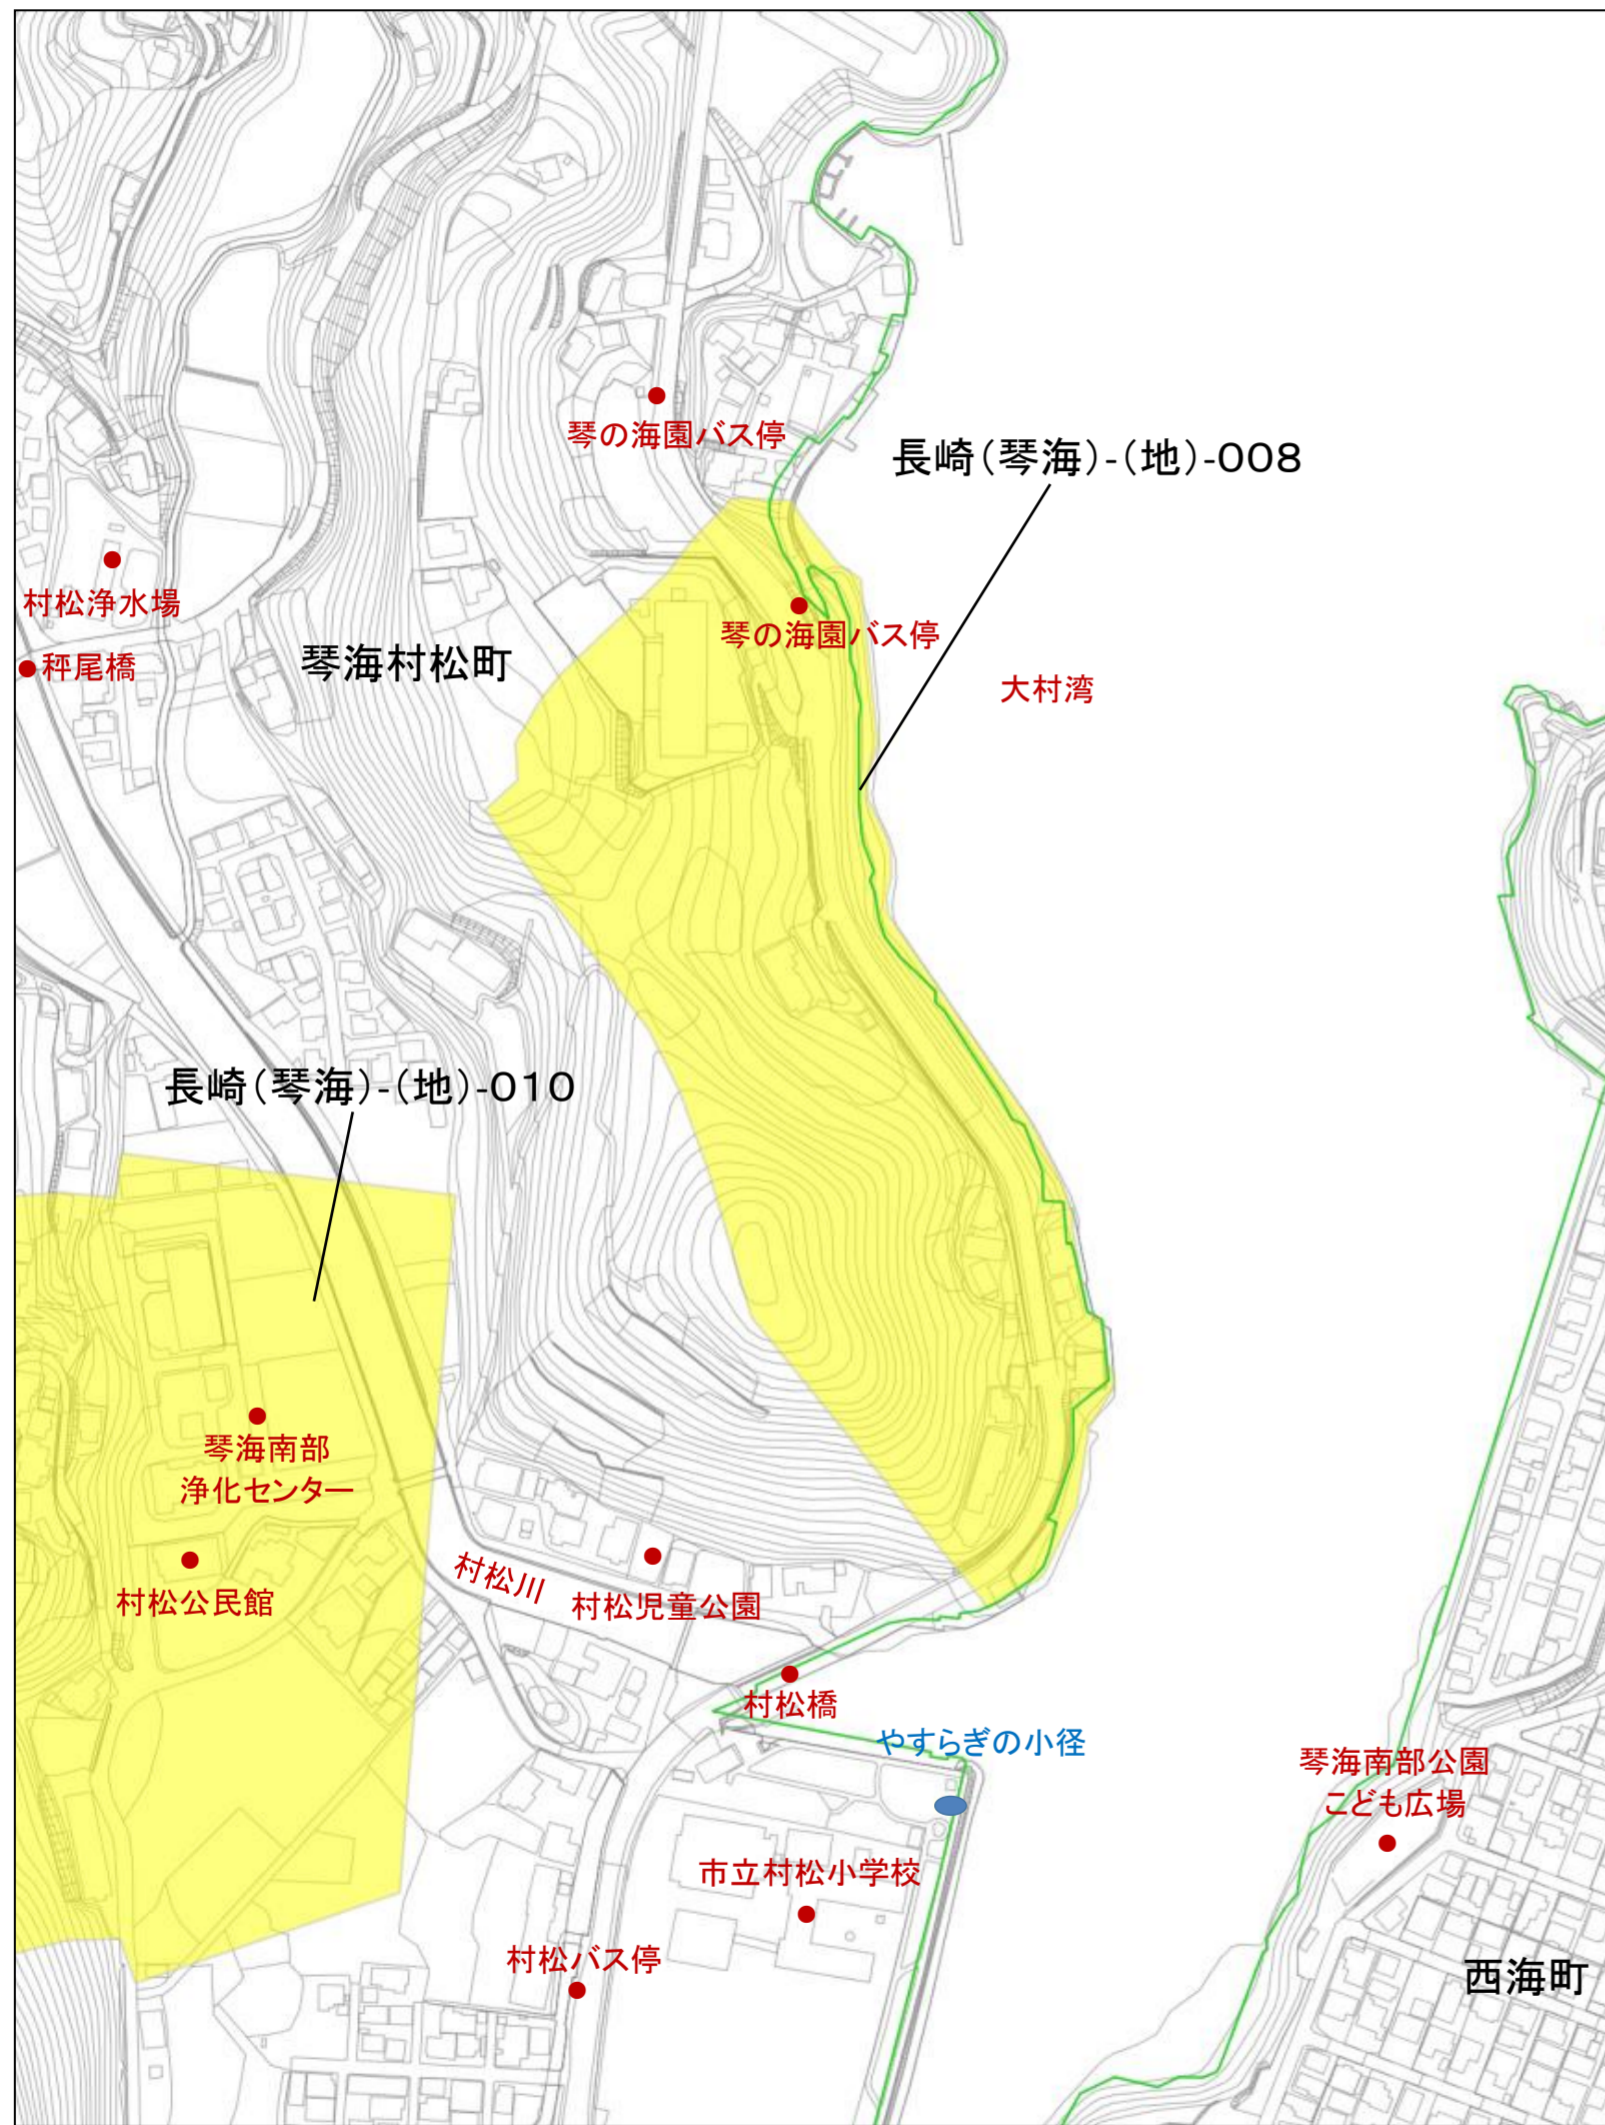 琴の海園バス停
長崎(琴海)-(地)-008
村松浄水場
琴の海園バス停
秤尾橋
琴海村松町
大村湾
長崎(琴海)-(地)-010
琴海南部
浄化センター
村松川
村松公民館
村松児童公園
村松橋
やすらぎの小径
琴海南部公園
こども広場
市立村松小学校
村松バス停
西海町